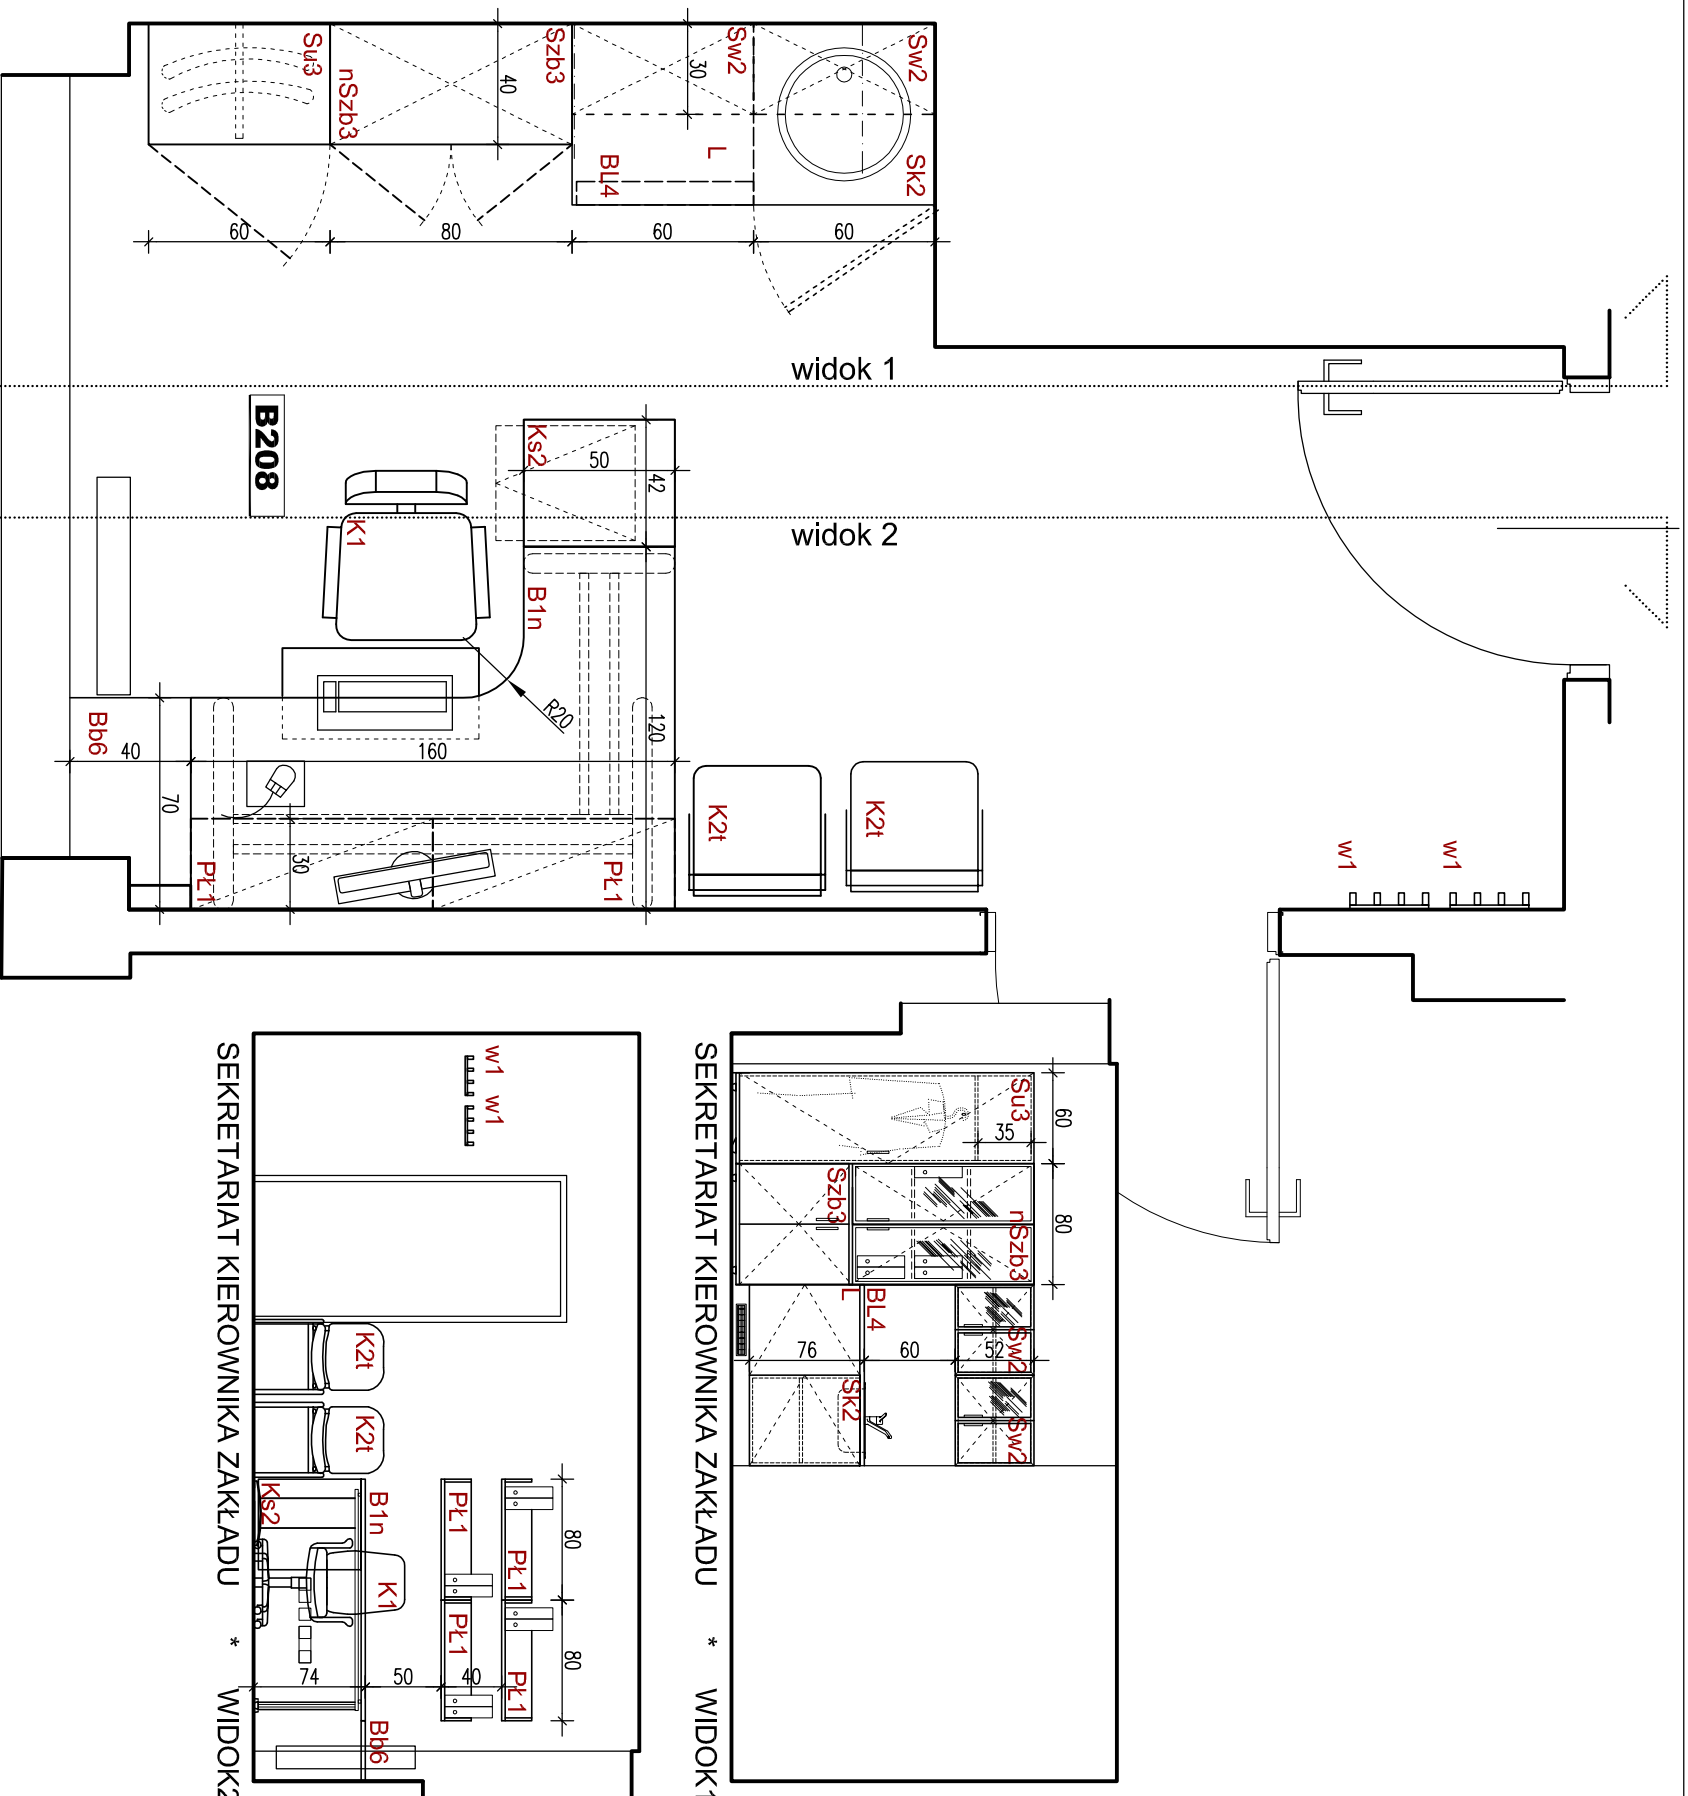 Su3
nSzb3
40
Szb3
30
Sw2
Sw2
L
BL4
Sk2
60
80
60
60
widok 1
B208
Ks2
50
42
K1
widok 2
B1n
R20
Bb6
40
160
120
70
30
PŁ1
PŁ1
K2t
K2t
w1
w1
SEKRETARIAT KIEROWNIKA ZAKŁADU * WIDOK1
Su3
35
60
Szb3
nSzb3
80
L
BL4
76
60
52
Sw2
Sk2
Sw2
SEKRETARIAT KIEROWNIKA ZAKŁADU * WIDOK2
w1
w1
K2t
K2t
Ks2
B1n
K1
PŁ1
PŁ1
PŁ1
PŁ1
80
80
74
50
40
Bb6